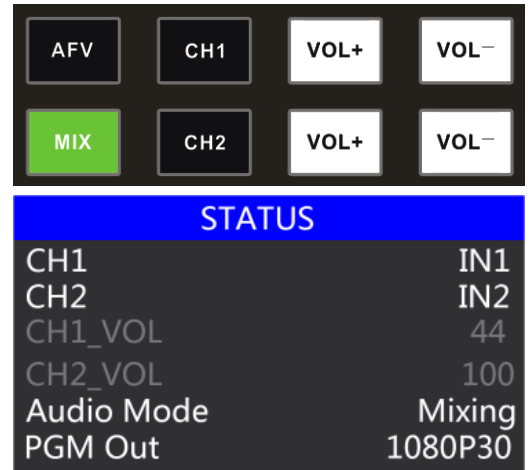 AFV CH1 VOL+ VOL—
MIX CH2 VOL+ VOL—
STATUS
CH1 IN1
CH2 IN2
CH1_VOL 44
CH2_VOL 100
Audio Mode Mixing
PGM Out 1080P30